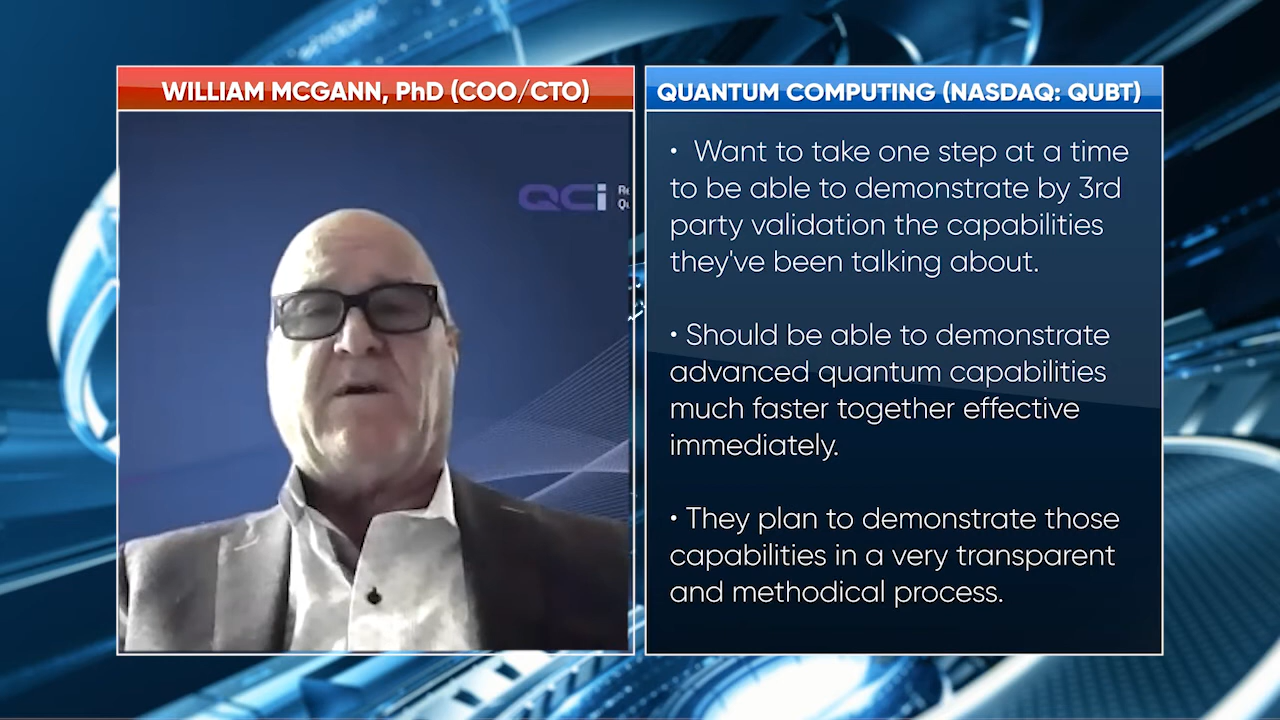 WILLIAM MCGANN, PhD (COO/CTO)
QCi
QUANTUM COMPUTING (NASDAQ: QUBT)
• Want to take one step at a time
to be able to demonstrate by 3rd
party validation the capabilities
they've been talking about.
• Should be able to demonstrate
advanced quantum capabilities
much faster together effective
immediately.
• They plan to demonstrate those
capabilities in a very transparent
and methodical process.